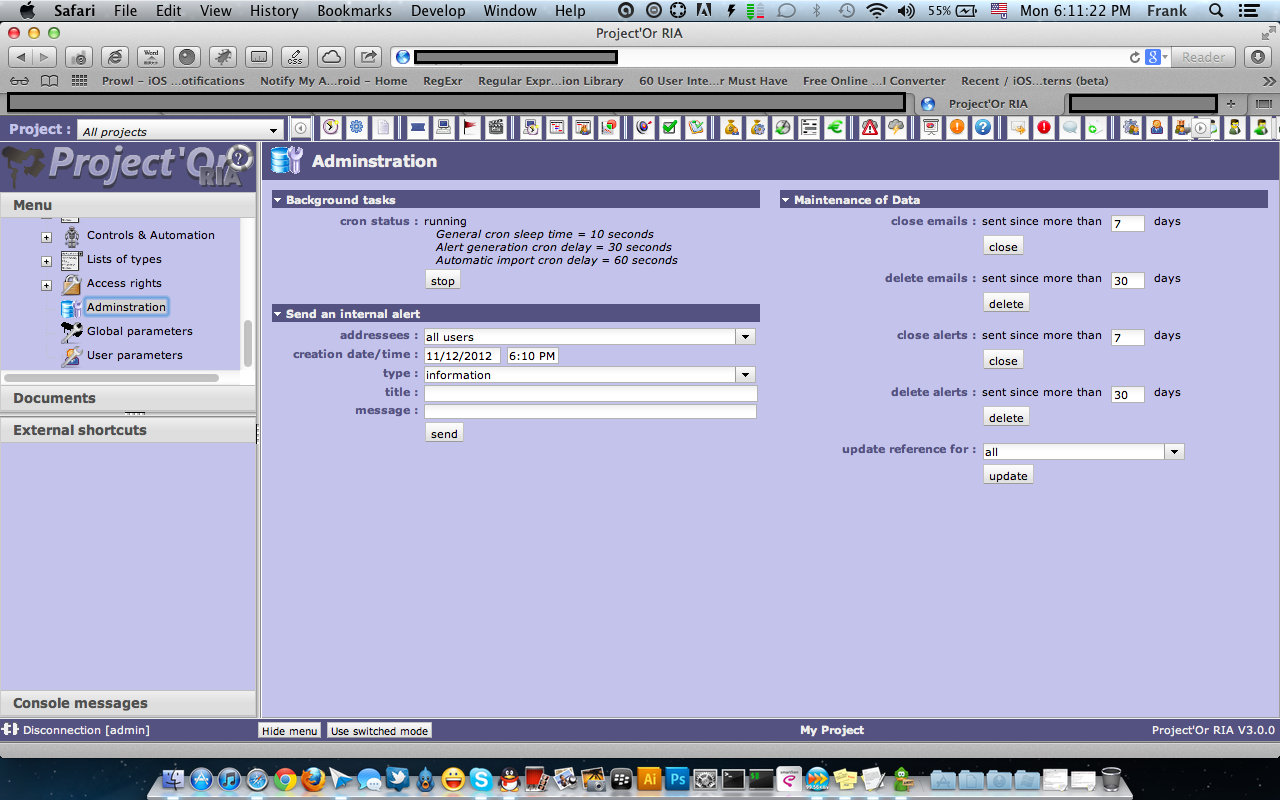 Safari File Edit View History Bookmarks Develop Window Help 55% Mon 6:11:22 PM Frank
Project'Or RIA
Reader
Prowl – iOS ...otifications Notify My A...roid – Home RegExr Regular Expr...ion Library 60 User Inte...r Must Have Free Online ...l Converter Recent / iOS...terns (beta)
Project'Or RIA
Project : All projects
Project'Or RIA
Adminstration
Menu
Controls & Automation
Lists of types
Access rights
Adminstration
Global parameters
User parameters
Documents
External shortcuts
Console messages
Background tasks
cron status : running
General cron sleep time = 10 seconds
Alert generation cron delay = 30 seconds
Automatic import cron delay = 60 seconds
stop
Send an internal alert
addressees : all users
creation date/time : 11/12/2012 6:10 PM
type : information
title :
message :
send
Maintenance of Data
close emails : sent since more than 7 days
close
delete emails : sent since more than 30 days
delete
close alerts : sent since more than 7 days
close
delete alerts : sent since more than 30 days
delete
update reference for : all
update
Disconnection [admin] Hide menu Use switched mode My Project Project'Or RIA V3.0.0